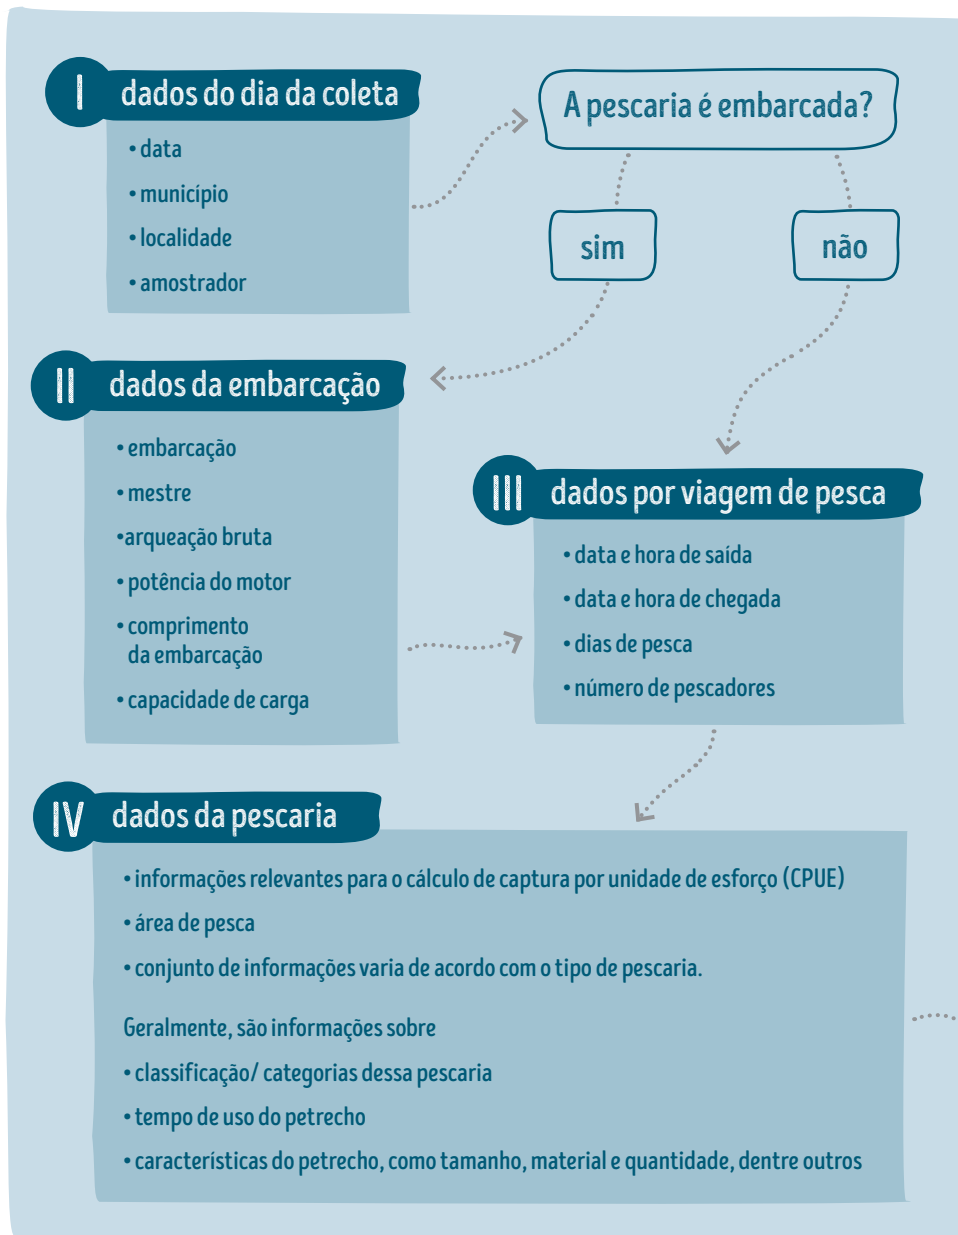 I dados do dia da coleta
• data
• município
• localidade
• amostrador
A pescaria é embarcada?
sim
não
II dados da embarcação
• embarcação
• mestre
•arqueação bruta
• potência do motor
• comprimento
da embarcação
• capacidade de carga
III dados por viagem de pesca
• data e hora de saída
• data e hora de chegada
• dias de pesca
• número de pescadores
IV dados da pescaria
• informações relevantes para o cálculo de captura por unidade de esforço (CPUE)
• área de pesca
• conjunto de informações varia de acordo com o tipo de pescaria.
Geralmente, são informações sobre
• classificação/ categorias dessa pescaria
• tempo de uso do petrecho
• características do petrecho, como tamanho, material e quantidade, dentre outros